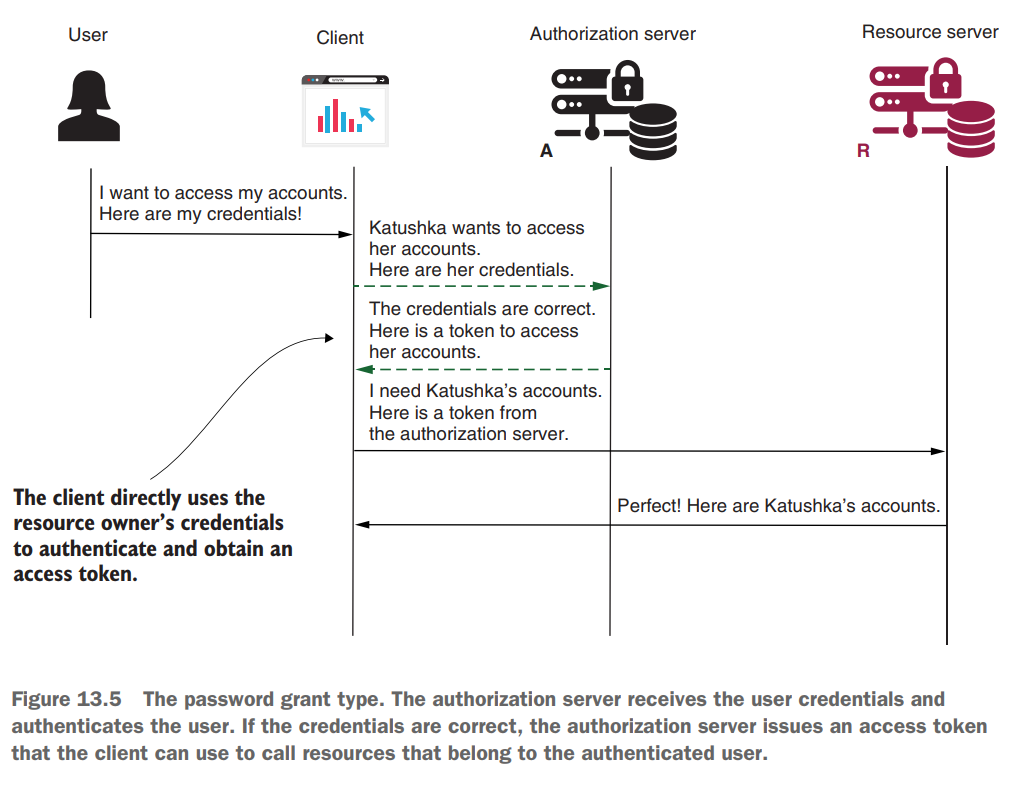 User
Client
Authorization server
Resource server
www.
A
R
I want to access my accounts.
Here are my credentials!
Katushka wants to access
her accounts.
Here are her credentials.
The credentials are correct.
Here is a token to access
her accounts.
I need Katushka’s accounts.
Here is a token from
the authorization server.
Perfect! Here are Katushka’s accounts.
The client directly uses the
resource owner’s credentials
to authenticate and obtain an
access token.
Figure 13.5 The password grant type. The authorization server receives the user credentials and
authenticates the user. If the credentials are correct, the authorization server issues an access token
that the client can use to call resources that belong to the authenticated user.